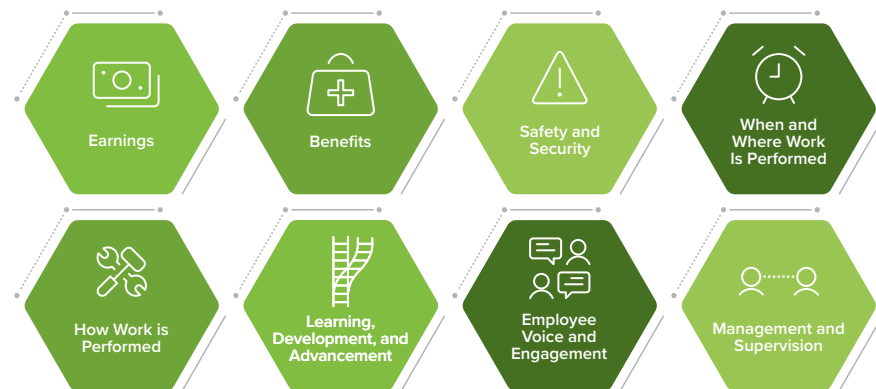 Earnings
Benefits
Safety and
Security
When and
Where Work
Is Performed
How Work is
Performed
Learning,
Development, and
Advancement
Employee
Voice and
Engagement
Management and
Supervision